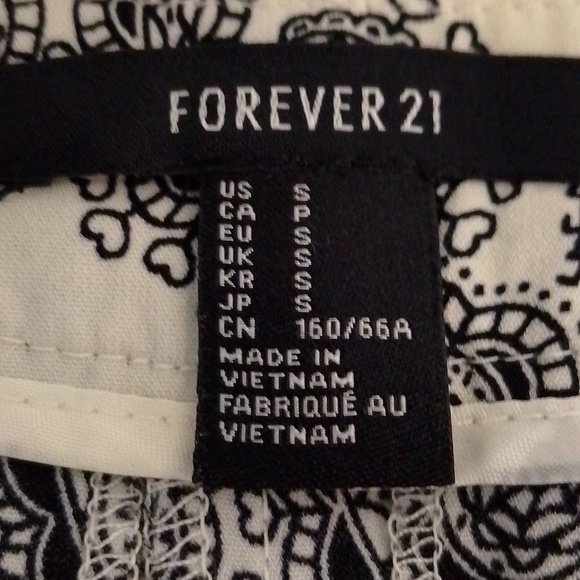 FOREVER 21
US S
CA P
EU S
UK S
KR S
JP S
CN 160/66A
MADE IN
VIETNAM
FABRIQUÉ AU
VIETNAM